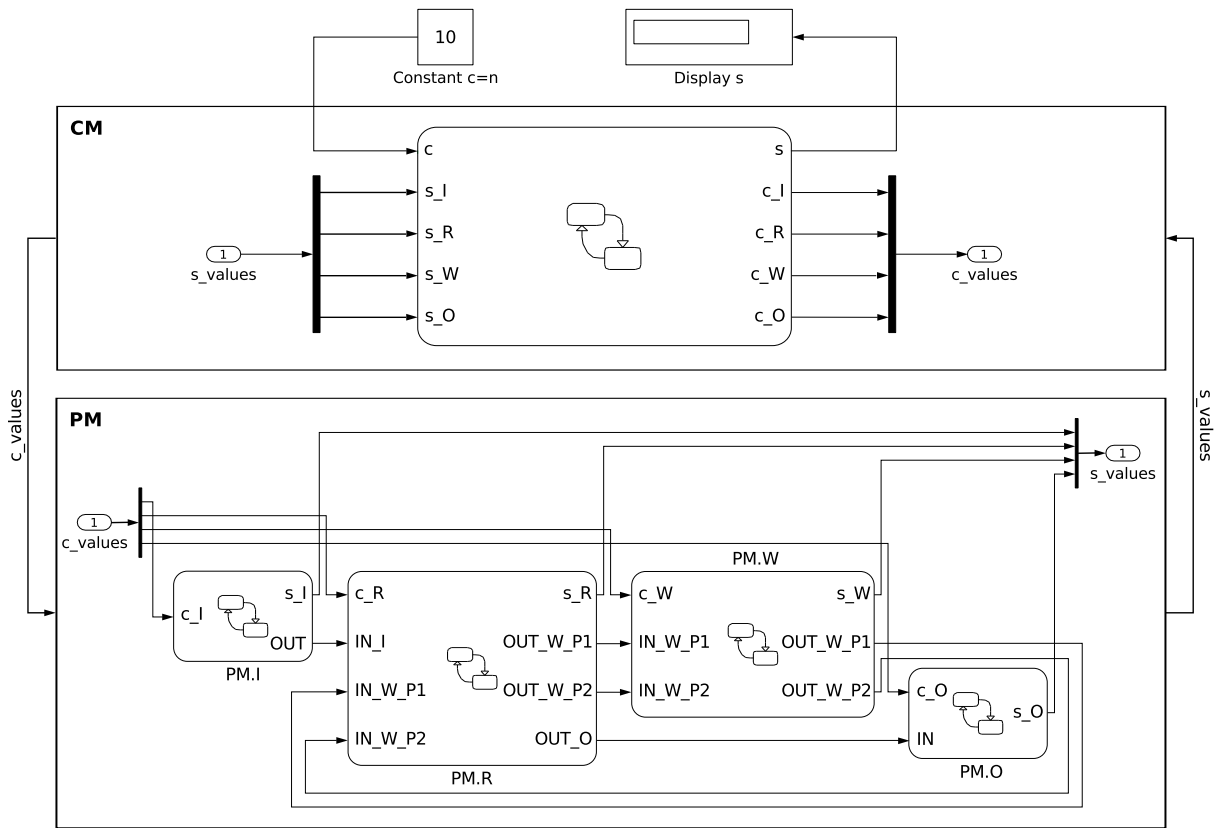 10
Constant c=n
Display s
CM
c
s
s_I
c_I
s_R
c_R
1
s_values
s_W
c_W
1
c_values
s_O
c_O
c_values
s_values
PM
1
s_values
1
c_values
PM.W
c_I
s_I
OUT
PM.I
c_R
s_R
IN_I
OUT_W_P1
IN_W_P1
OUT_W_P2
IN_W_P2
OUT_O
PM.R
c_W
s_W
IN_W_P1
OUT_W_P1
IN_W_P2
OUT_W_P2
c_O
s_O
IN
PM.O